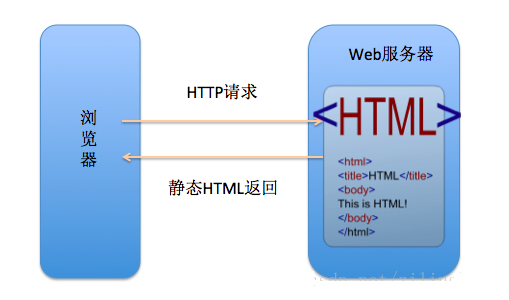 浏
览
器
HTTP请求
静态HTML返回
Web服务器
<HTML>
<html>
<title>HTML</title>
<body>
This is HTML!
</body>
</html>